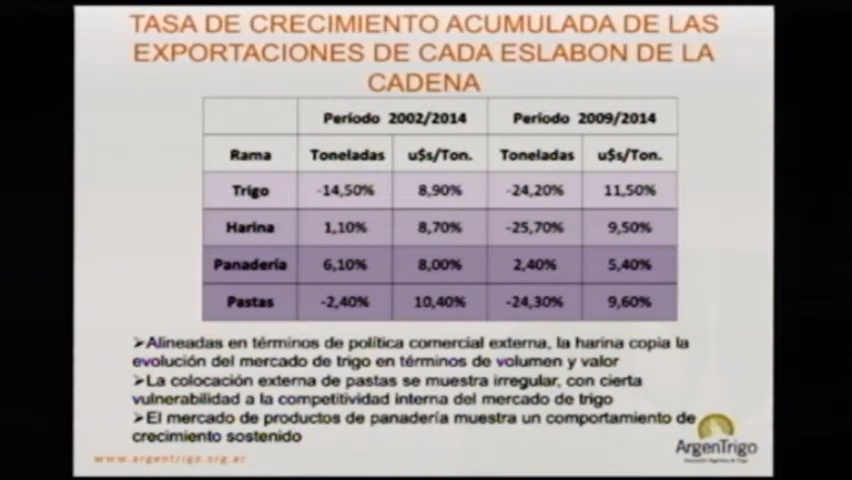 TASA DE CRECIMIENTO ACUMULADA DE LAS
EXPORTACIONES DE CADA ESLABON DE LA
CADENA
Período 2002/2014 Período 2009/2014
Rama Toneladas u$s/Ton. Toneladas u$s/Ton.
Trigo -14,50% 8,90% -24,20% 11,50%
Harina 1,10% 8,70% -25,70% 9,50%
Panadería 6,10% 8,00% 2,40% 5,40%
Pastas -2,40% 10,40% -24,30% 9,60%
➢Alineadas en términos de política comercial externa, la harina copia la
evolución del mercado de trigo en términos de volumen y valor
➢La colocación externa de pastas se muestra irregular, con cierta
vulnerabilidad a la competitividad interna del mercado de trigo
➢El mercado de productos de panadería muestra un comportamiento de
crecimiento sostenido
ArgenTrigo
www.argentrigo.org.ar